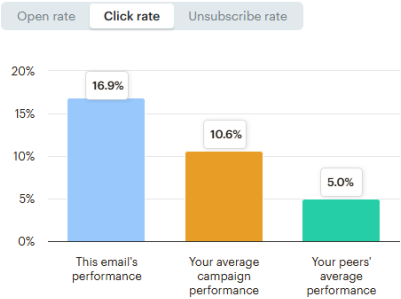 Open rate Click rate Unsubscribe rate
20%
16.9%
15%
10.6%
10%
5.0%
5%
0%
This email's
performance
Your average
campaign
performance
Your peers'
average
performance